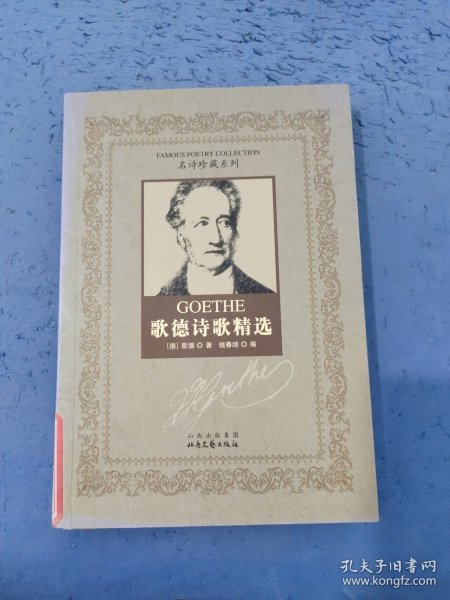 FAMOUS POETRY COLLECTION
名诗珍藏系列
GOETHE
歌德诗歌精选
[德] 歌德 ◎ 著 钱春绮 ◎ 编
Goethe
山西出版集团
北岳文艺出版社
孔夫子旧书网
www.kongfz.com